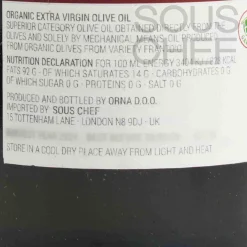 SOUS
CHEF
ORGANIC EXTRA VIRGIN OLIVE OIL
SUPERIOR CATEGORY OLIVE OIL OBTAINED DIRECTLY FROM THE
OLIVES AND SOLELY BY MECHANICAL MEANS. OIL PRODUCED
FROM ORGANIC OLIVES FROM VARIETY FROM
NUTRITION DECLARATION FOR 100 ML: ENERGY
FATS 92 G - OF WHICH SATURATES 14 G - CARBOHYDRATES 0 G
OF WHICH SUGAR 0 G - PROTEINS 0 G - SALT 0 G
PRODUCED AND BOTTLED BY ORNA D.O.O.
IMPORTED BY SOUS CHEF
15 TOTTENHAM LANE - LONDON N8 9DJ - UK
STORE IN A COOL DRY PLACE AWAY FROM LIGHT AND HEAT